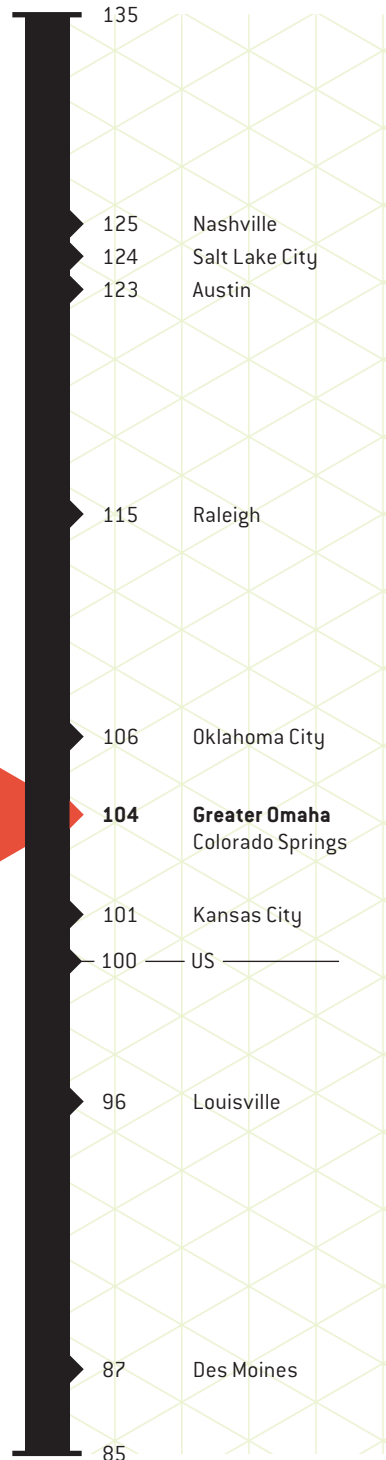 135
125 Nashville
124 Salt Lake City
123 Austin
115 Raleigh
106 Oklahoma City
104 Greater Omaha
Colorado Springs
101 Kansas City
100 US
96 Louisville
87 Des Moines
85